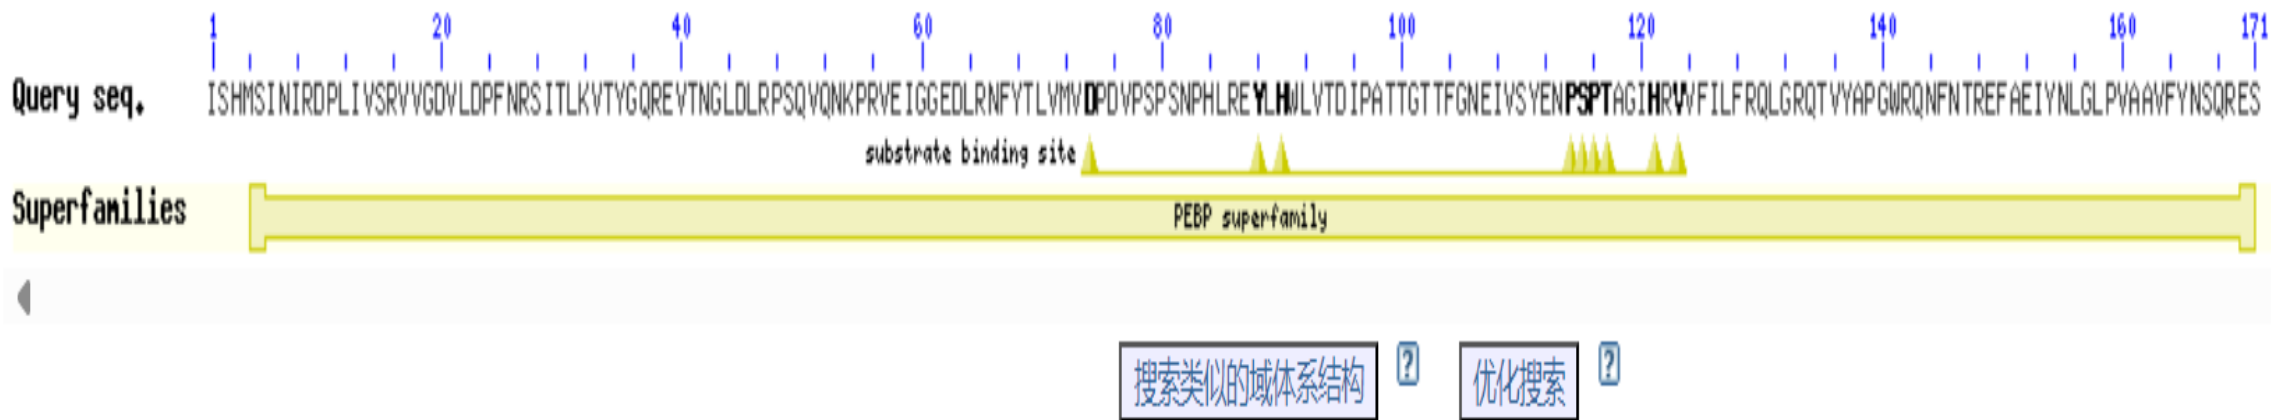 1 20 40 60 80 100 120 140 160 171
Query seq. ISHMSINIRDPLIVSRVVGDVLDPFNRSITLKVTYGQREVTNGLDLRPSQVQNKPRVEIGGEDLRNFYTLVMVDPDVPSPSNPHLREYLHWLVTDIPATTGTTFGNEIVSYENPSPTAGIHRVVFILFRQLGRQTVYAPGWRQNFNTREFAEIYNLGLPVAAVFYNSQRES
substrate binding site
Superfamilies PEBP superfamily
搜索类似的域体系结构 ? 优化搜索 ?